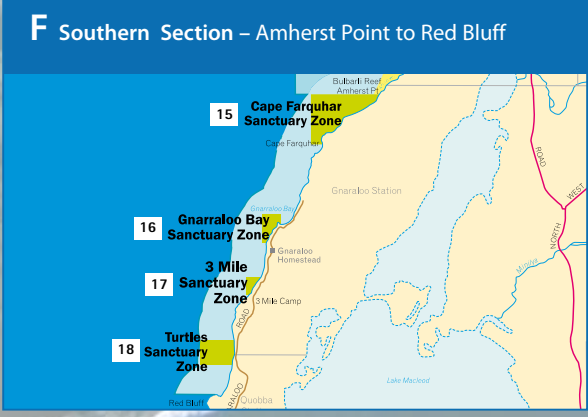 F Southern Section – Amherst Point to Red Bluff
Bulbarli Reef
Amherst Pt
15
Cape Farquhar
Sanctuary Zone
Cape Farquhar
ROAD
Gnaraloo Station
WEST
Gnarraloo Bay
16
Gnarraloo Bay
Sanctuary Zone
NORTH
Gnaraloo
Homestead
Minilya
3 Mile
17
Sanctuary
Zone
3 Mile Camp
ROAD
Turtles
18
Sanctuary
Zone
Lake Macleod
Red Bluff
Quobba